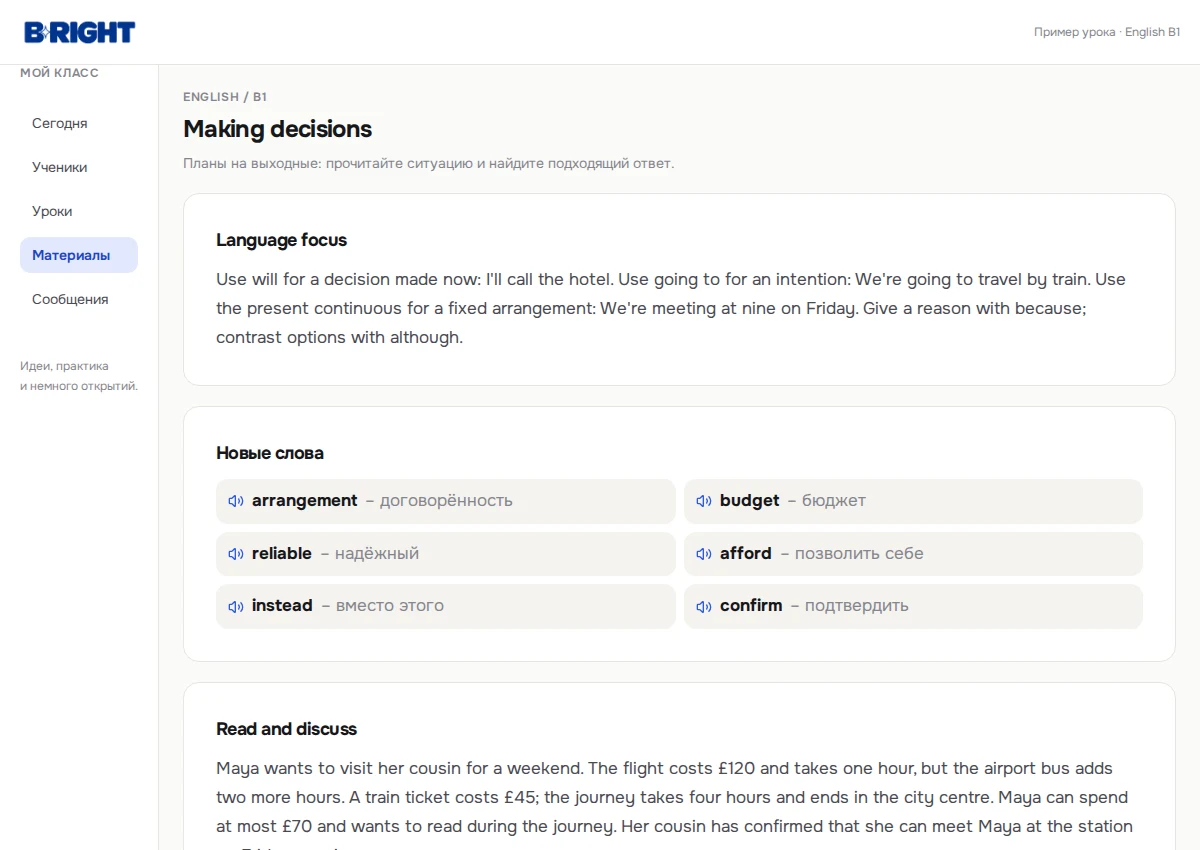 B RIGHT
Пример урока · English B1
МОЙ КЛАСС
Сегодня
Ученики
Уроки
Материалы
Сообщения
Идеи, практика
и немного открытий.
ENGLISH / B1
Making decisions
Планы на выходные: прочитайте ситуацию и найдите подходящий ответ.
Language focus
Use will for a decision made now: I'll call the hotel. Use going to for an intention: We're going to travel by train. Use
the present continuous for a fixed arrangement: We're meeting at nine on Friday. Give a reason with because;
contrast options with although.
Новые слова
arrangement – договорённость
budget – бюджет
reliable – надёжный
afford – позволить себе
instead – вместо этого
confirm – подтвердить
Read and discuss
Maya wants to visit her cousin for a weekend. The flight costs £120 and takes one hour, but the airport bus adds
two more hours. A train ticket costs £45; the journey takes four hours and ends in the city centre. Maya can spend
at most £70 and wants to read during the journey. Her cousin has confirmed that she can meet Maya at the station